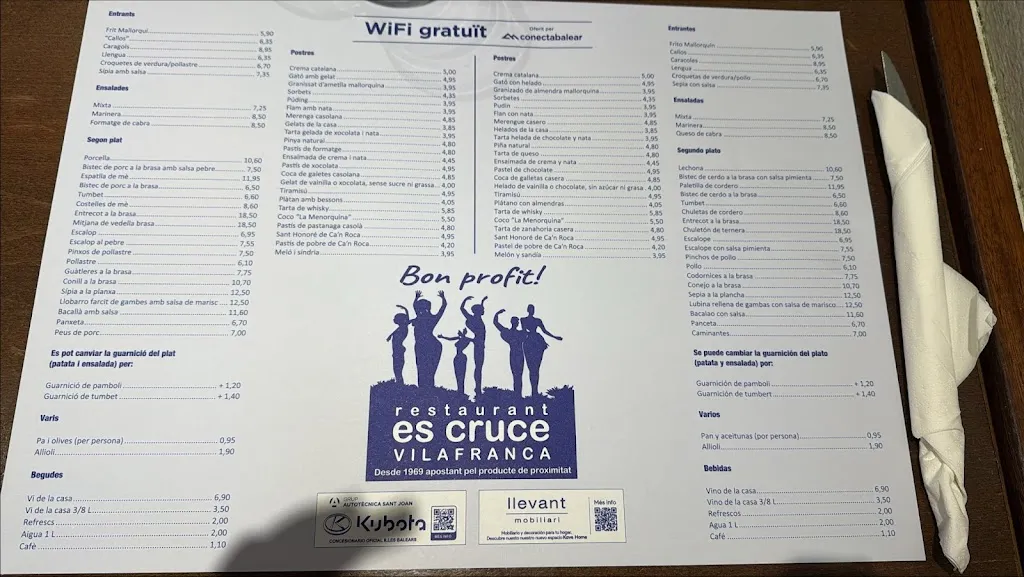 WiFi gratuït
Ofert per
conectabalear
Entrants
Frit Mallorquí 5,90
"Callos" 6,35
Caragols 8,95
Llengua 6,35
Croquetes de verdura/pollastre 6,70
Sípia amb salsa 7,35
Ensalades
Mixta 7,25
Marinera 8,50
Formatge de cabra 8,50
Segon plat
Porcella 10,60
Bistec de porc a la brasa amb salsa pebre 7,50
Espatlla de mè 11,95
Bistec de porc a la brasa 6,50
Tumbet 6,60
Costelles de mè 8,60
Entrecot a la brasa 18,50
Mitjana de vedella brasa 18,50
Escalop 6,95
Escalop al pebre 7,55
Pinxos de pollastre 7,50
Pollastre 6,10
Guàtleres a la brasa 7,75
Conill a la brasa 10,70
Sípia a la planxa 12,50
Llobarro farcit de gambes amb salsa de marisc 12,50
Bacallà amb salsa 11,60
Panxeta 6,70
Peus de porc 7,00
Es pot canviar la guarnició del plat
(patata i ensalada) per:
Guarnició de pamboli + 1,20
Guarnició de tumbet + 1,40
Varis
Pa i olives (per persona) 0,95
Allioli 1,90
Begudes
Vi de la casa 6,90
Vi de la casa 3/8 L 3,50
Refrescs 2,00
Aigua 1 L 2,00
Café 1,10
Postres
Crema catalana 5,00
Gató amb gelat 4,95
Granissat d'ametlla mallorquina 3,95
Sorbets 4,35
Púding 3,95
Flam amb nata 3,95
Merenga casolana 4,85
Gelats de la casa 3,85
Tarta gelada de xocolata i nata 3,95
Pinya natural 4,80
Pastís de formatge 4,80
Ensaimada de crema i nata 4,45
Pastís de xocolata 4,95
Coca de galetes casolana 4,85
Gelat de vainilla o xocolata, sense sucre ni grassa 4,00
Tiramisú 4,95
Plàtan amb bessons 4,05
Tarta de whisky 5,85
Coco "La Menorquina" 5,50
Pastís de pastanaga casolà 4,80
Sant Honoré de Ca'n Roca 4,95
Pastís de pobre de Ca'n Roca 4,20
Meló i síndria 3,95
Postres
Crema catalana 5,00
Gató con helado 4,95
Granizado de almendra mallorquina 3,95
Sorbetes 4,35
Pudin 3,95
Flan con nata 3,95
Merengue casero 4,85
Helados de la casa 3,85
Tarta helada de chocolate y nata 3,95
Piña natural 4,80
Tarta de queso 4,80
Ensaimada de crema y nata 4,45
Pastel de chocolate 4,95
Coca de galletas casera 4,85
Helado de vainilla o chocolate, sin azúcar ni grasa 4,00
Tiramisú 4,95
Plátano con almendras 4,05
Tarta de whisky 5,85
Coco "La Menorquina" 5,50
Tarta de zanahoria casera 4,80
Sant Honoré de Ca'n Roca 4,95
Pastel de pobre de Ca'n Roca 4,20
Melón y sandía 3,95
Entrantes
Frito Mallorquín 5,90
Callos 6,35
Caracoles 8,95
Lengua 6,35
Croquetas de verdura/pollo 6,70
Sepia con salsa 7,35
Ensaladas
Mixta 7,25
Marinera 8,50
Queso de cabra 8,50
Segundo plato
Lechona 10,60
Bistec de cerdo a la brasa con salsa pimienta 7,50
Paletilla de cordero 11,95
Bistec de cerdo a la brasa 6,50
Tumbet 6,60
Chuletas de cordero 8,60
Entrecot a la brasa 18,50
Chuletón de ternera 18,50
Escalope 6,95
Escalope con salsa pimienta 7,55
Pinchos de pollo 7,50
Pollo 6,10
Codornices a la brasa 7,75
Conejo a la brasa 10,70
Sepia a la plancha 12,50
Lubina rellena de gambas con salsa de marisco 12,50
Bacalao con salsa 11,60
Panceta 6,70
Caminantes 7,00
Se puede cambiar la guarnición del plato
(patata y ensalada) por:
Guarnición de pamboli + 1,20
Guarnición de tumbert + 1,40
Varios
Pan y aceitunas (por persona) 0,95
Allioli 1,90
Bebidas
Vino de la casa 6,90
Vino de la casa 3/8 L 3,50
Refrescos 2,00
Agua 1 L 2,00
Café 1,10
Bon profit!
restaurant
es cruce
VILAFRANCA
Desde 1969 apostant pel producte de proximitat
GRUP
AUTOTÈCNICA SANT JOAN
Kubota
CONCESSIONARIO OFICIAL ILLES BALEARS
llevant
mobiliari
Més info
Mobiliario y decoración para tu hogar.
Descubre nuestro nuevo espacio Kave Home